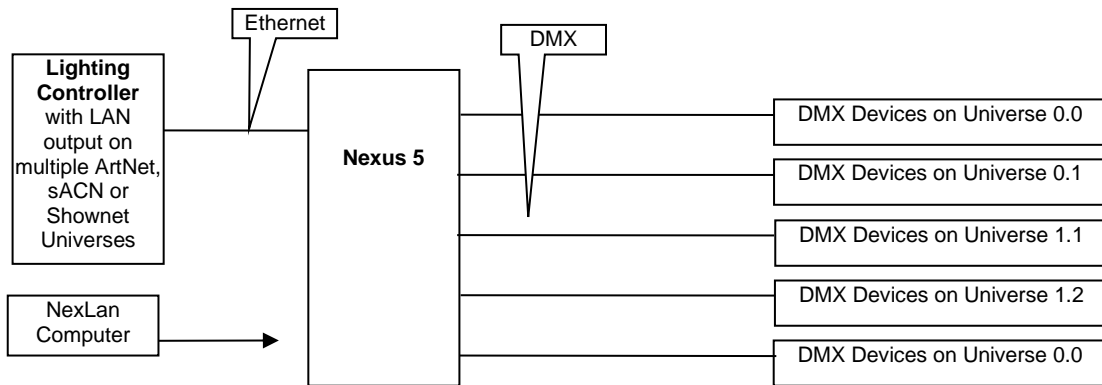 Ethernet
DMX
Lighting
Controller
with LAN
output on
multiple ArtNet,
sACN or
Shownet
Universes
Nexus 5
NexLan
Computer
DMX Devices on Universe 0.0
DMX Devices on Universe 0.1
DMX Devices on Universe 1.1
DMX Devices on Universe 1.2
DMX Devices on Universe 0.0